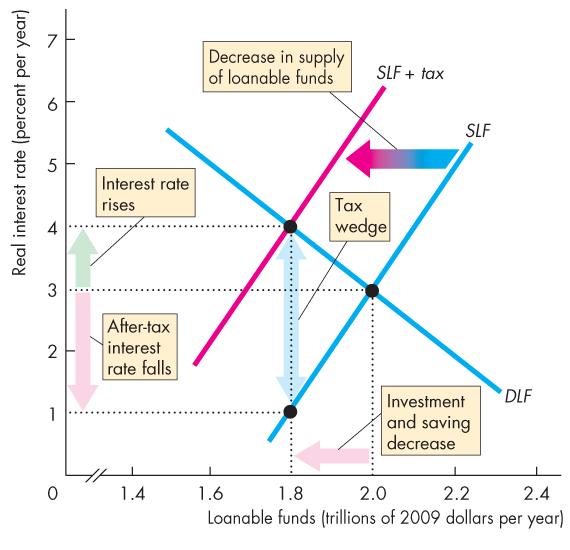 Real interest rate (percent per year)
7
6
5
4
3
2
1
0
Decrease in supply
of loanable funds
SLF + tax
SLF
Interest rate
rises
Tax
wedge
After-tax
interest
rate falls
Investment
and saving
decrease
DLF
1.4
1.6
1.8
2.0
2.2
2.4
Loanable funds (trillions of 2009 dollars per year)